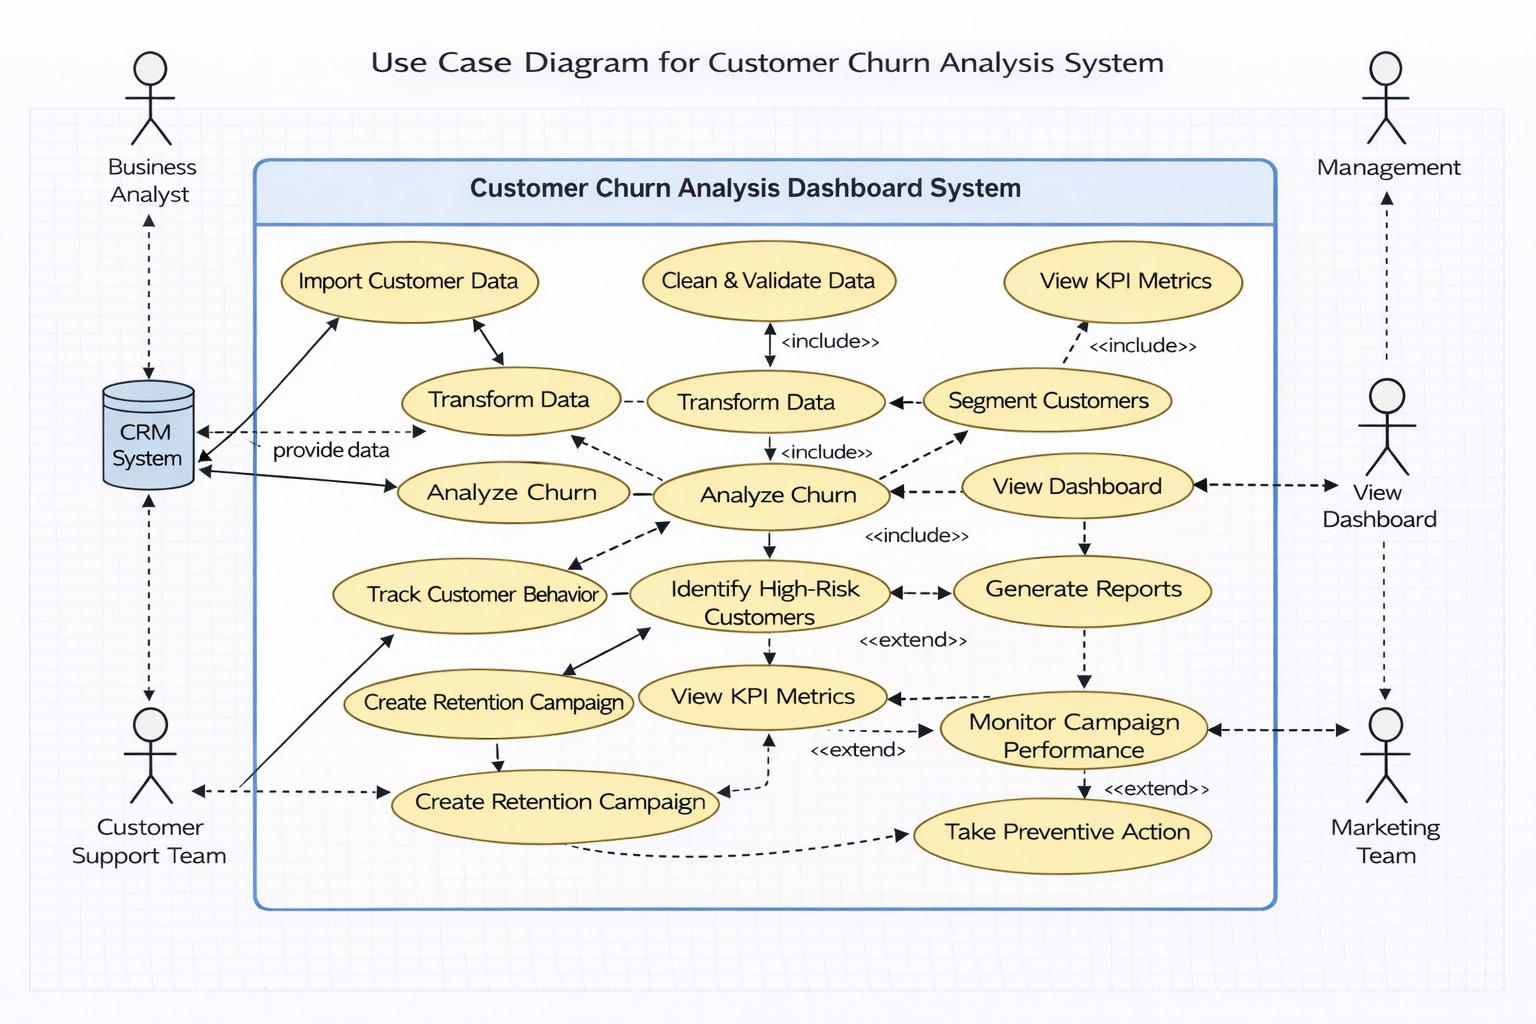 Use Case Diagram for Customer Churn Analysis System
Business
Analyst
Management
Customer Churn Analysis Dashboard System
Import Customer Data
Clean & Validate Data
View KPI Metrics
<include>>
<<include>>
Transform Data
Transform Data
Segment Customers
CRM
System
provide data
<include>>
Analyze Churn
Analyze Churn
View Dashboard
View
Dashboard
<<include>>
Track Customer Behavior
Identify High-Risk
Customers
Generate Reports
<<extend>>
Create Retention Campaign
View KPI Metrics
Monitor Campaign
Performance
<<extend>
Create Retention Campaign
<<extend>>
Take Preventive Action
Customer
Support Team
Marketing
Team